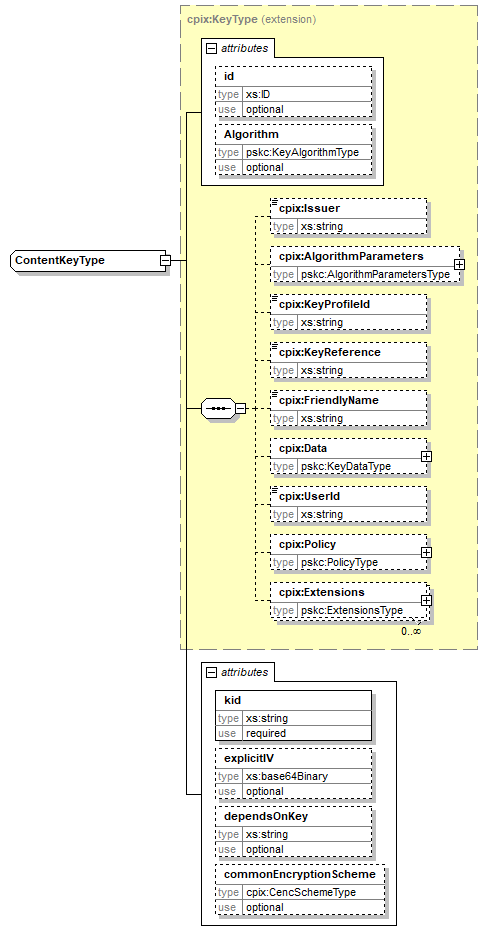 cpix:KeyType (extension)
attributes
id
type xs:ID
use optional
Algorithm
type pskc:KeyAlgorithmType
use optional
cpix:Issuer
type xs:string
ContentKeyType
cpix:AlgorithmParameters
type pskc:AlgorithmParametersType
cpix:KeyProfileId
type xs:string
cpix:KeyReference
type xs:string
cpix:FriendlyName
type xs:string
cpix:Data
type pskc:KeyDataType
cpix:UserId
type xs:string
cpix:Policy
type pskc:PolicyType
cpix:Extensions
type pskc:ExtensionsType
0..∞
attributes
kid
type xs:string
use required
explicitIV
type xs:base64Binary
use optional
dependsOnKey
type xs:string
use optional
commonEncryptionScheme
type cpix:CencSchemeType
use optional